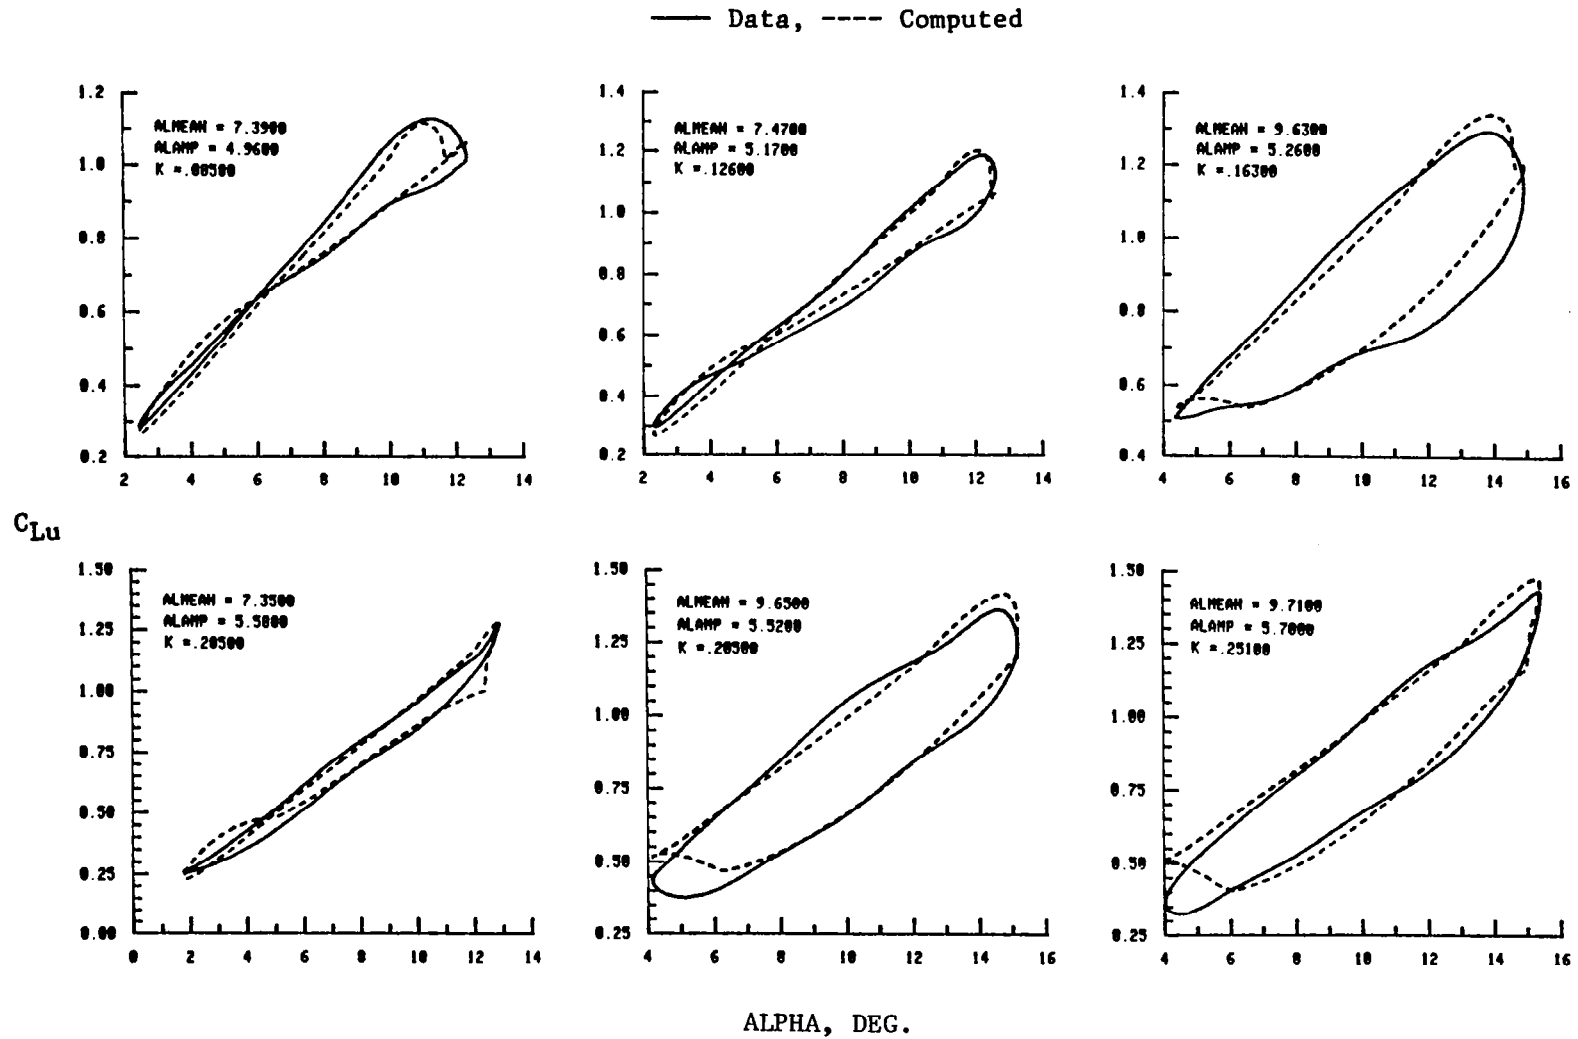 Data, Computed
1.2
1.0
0.8
0.6
0.4
0.2
2 4 6 8 10 12 14
ALMEAN = 7.3900
ALAMP = 4.9600
K =.08500
1.4
1.2
1.0
0.8
0.6
0.4
0.2
2 4 6 8 10 12 14
ALMEAN = 7.4700
ALAMP = 5.1700
K =.12600
1.4
1.2
1.0
0.8
0.6
0.4
4 6 8 10 12 14 16
ALMEAN = 9.6300
ALAMP = 5.2600
K =.16300
CLu
1.50
1.25
1.00
0.75
0.50
0.25
0.00
0 2 4 6 8 10 12 14
ALMEAN = 7.3500
ALAMP = 5.5800
K =.20500
1.50
1.25
1.00
0.75
0.50
0.25
4 6 8 10 12 14 16
ALMEAN = 9.6500
ALAMP = 5.5200
K =.20500
1.50
1.25
1.00
0.75
0.50
0.25
4 6 8 10 12 14 16
ALMEAN = 9.7100
ALAMP = 5.7000
K =.25100
ALPHA, DEG.